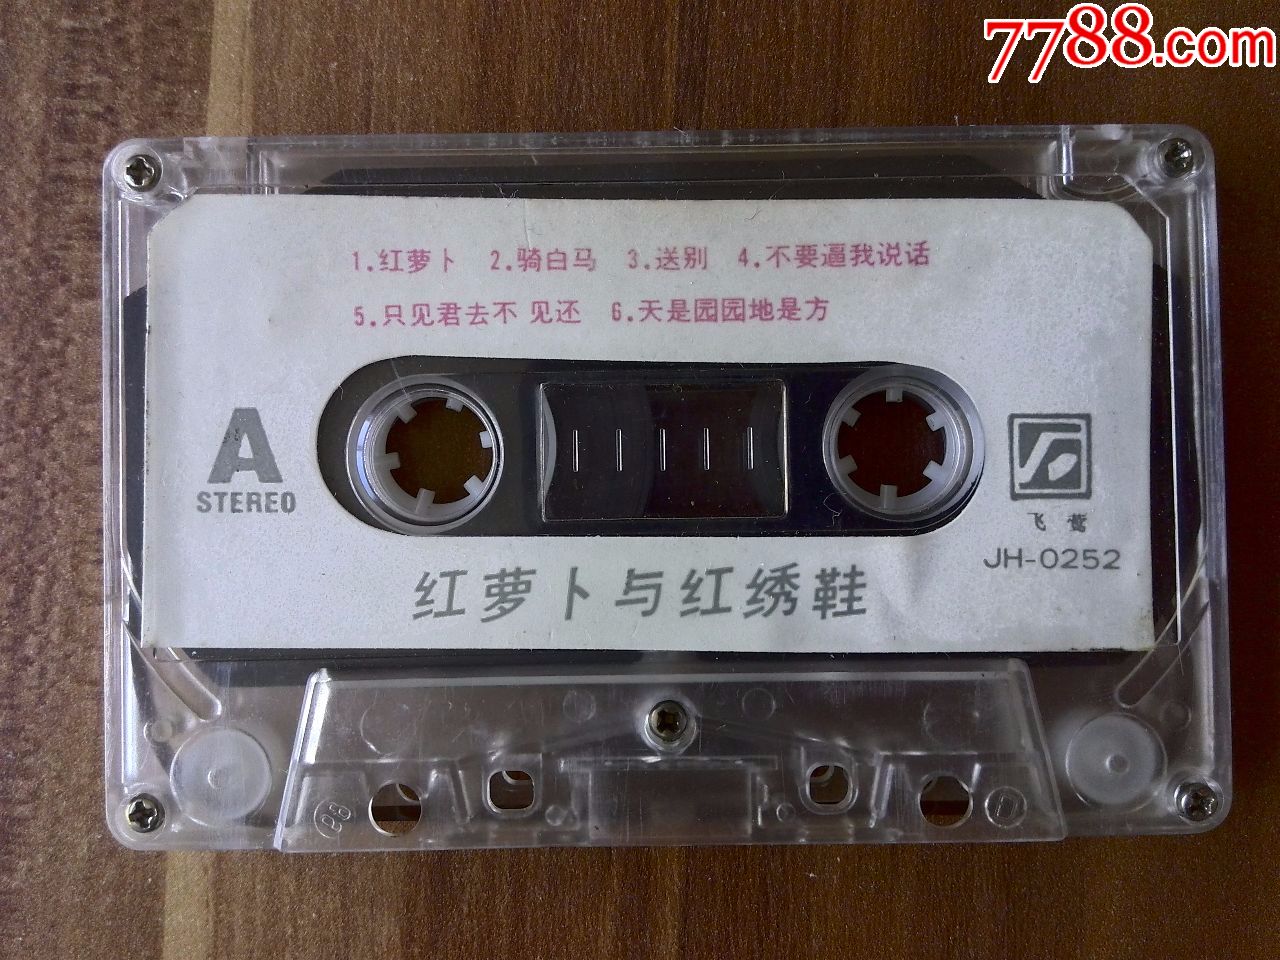 7788.com
1.红萝卜 2.骑白马 3.送别 4.不要逼我说话
5.只见君去不 见还 6.天是园园地是方
A
STEREO
飞莺
JH-0252
红萝卜与红绣鞋